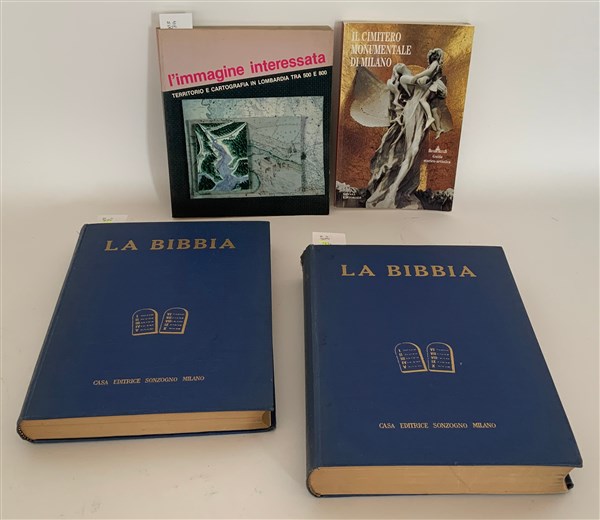 l'immagine interessata
TERRITORIO E CARTOGRAFIA IN LOMBARDIA TRA 500 E 800
IL CIMITERO
MONUMENTALE
DI MILANO
Guida
LA BIBBIA
CASA EDITRICE SONZOGNO MILANO
LA BIBBIA
CASA EDITRICE SONZOGNO MILANO